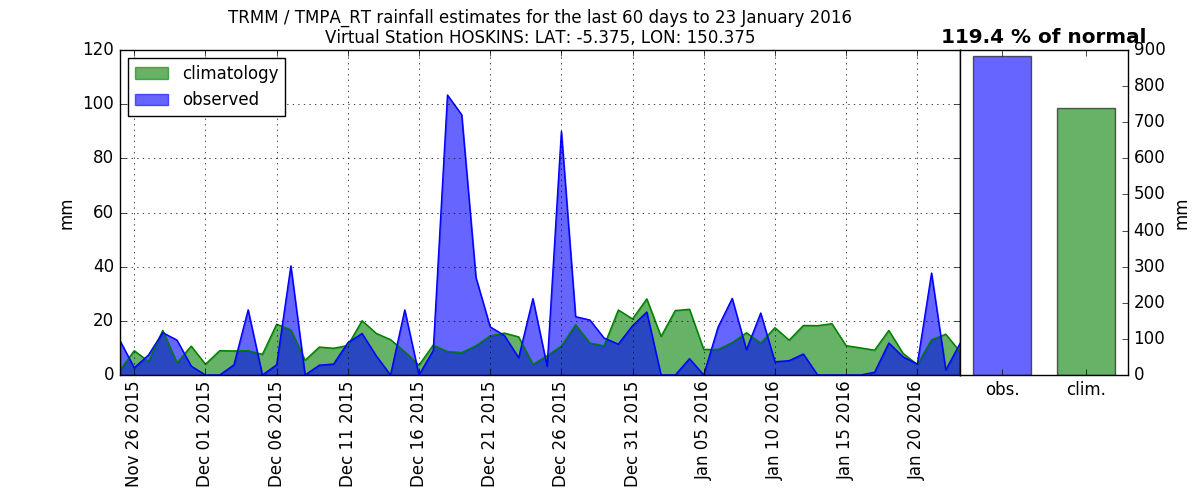 TRMM / TMPA_RT rainfall estimates for the last 60 days to 23 January 2016
Virtual Station HOSKINS: LAT: -5.375, LON: 150.375
119.4 % of normal
climatology
observed
120
100
80
60
40
20
0
mm
Nov 26 2015
Dec 01 2015
Dec 06 2015
Dec 11 2015
Dec 16 2015
Dec 21 2015
Dec 26 2015
Dec 31 2015
Jan 05 2016
Jan 10 2016
Jan 15 2016
Jan 20 2016
900
800
700
600
500
400
300
200
100
0
mm
obs.
clim.